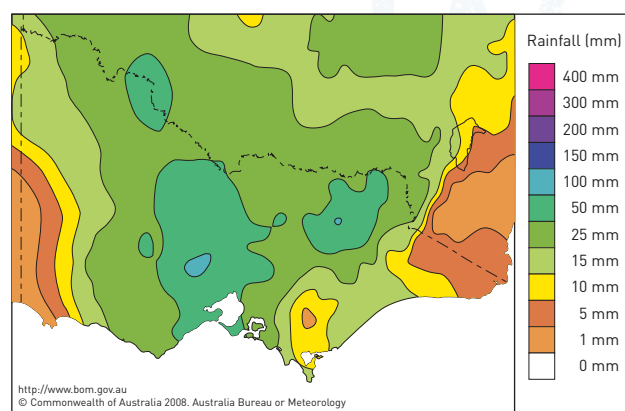 Rainfall (mm)
400 mm
300 mm
200 mm
150 mm
100 mm
50 mm
25 mm
15 mm
10 mm
5 mm
1 mm
0 mm
http://www.bom.gov.au
© Commonwealth of Australia 2008. Australia Bureau or Meteorology